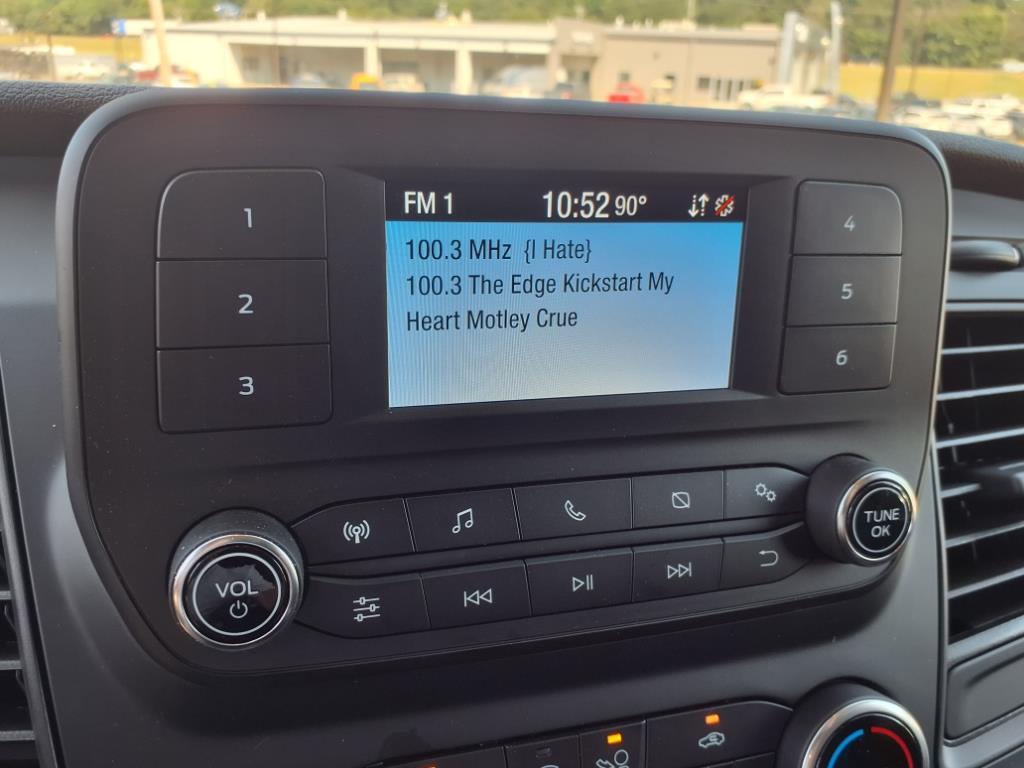 FM 1 10:52 90°
100.3 MHz {I Hate}
100.3 The Edge Kickstart My
Heart Motley Crue
1
2
3
4
5
6
VOL
TUNE
OK